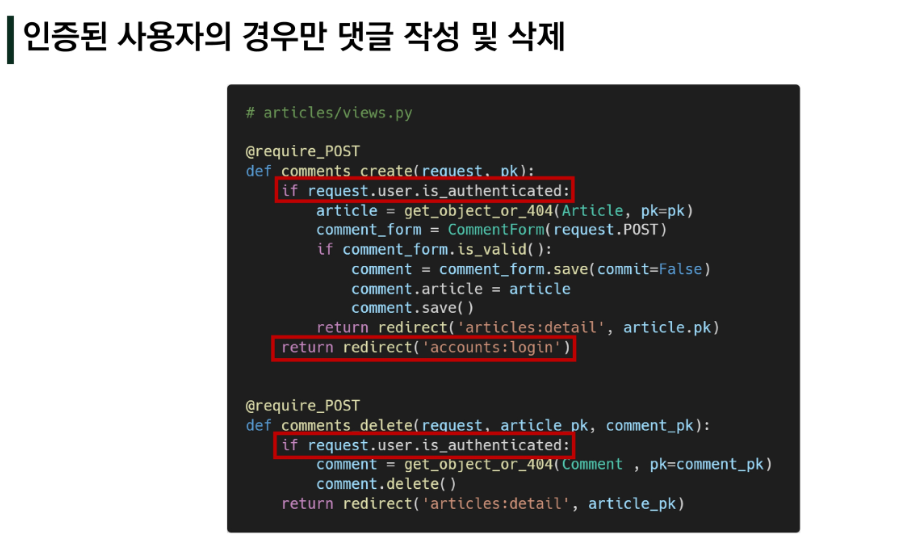 인증된 사용자의 경우만 댓글 작성 및 삭제
# articles/views.py
@require_POST
def comments_create(request, pk):
    if request.user.is_authenticated:
        article = get_object_or_404(Article, pk=pk)
        comment_form = CommentForm(request.POST)
        if comment_form.is_valid():
            comment = comment_form.save(commit=False)
            comment.article = article
            comment.save()
        return redirect('articles:detail', article.pk)
    return redirect('accounts:login')
@require_POST
def comments_delete(request, article_pk, comment_pk):
    if request.user.is_authenticated:
        comment = get_object_or_404(Comment , pk=comment_pk)
        comment.delete()
    return redirect('articles:detail', article_pk)